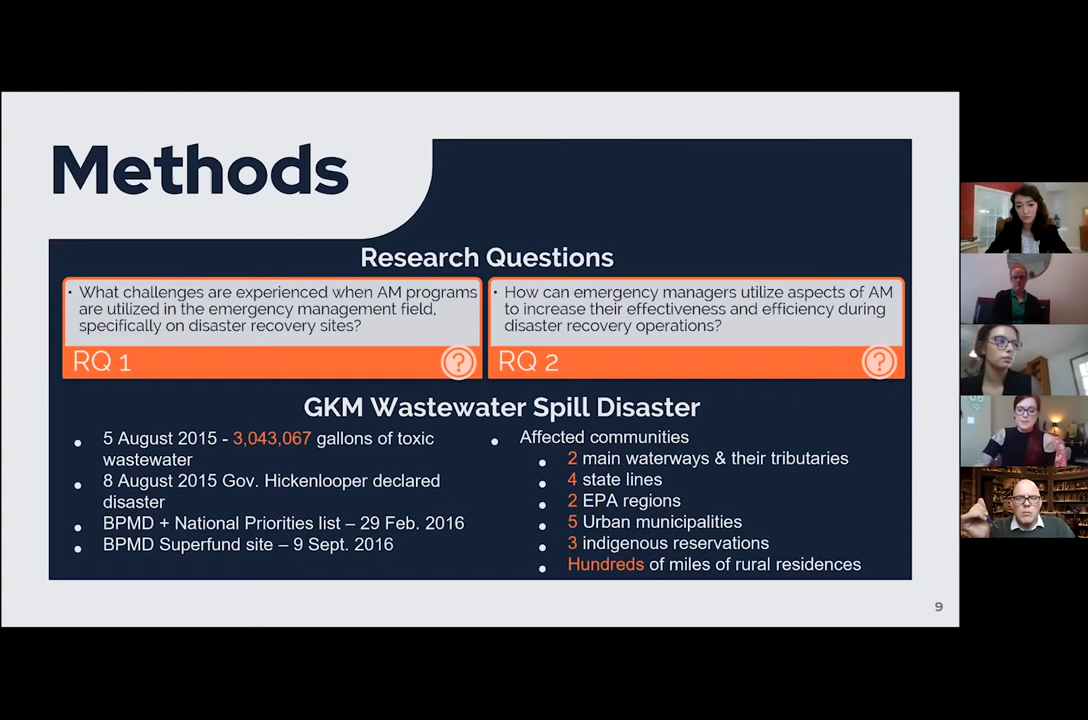 Methods
Research Questions
• What challenges are experienced when AM programs
are utilized in the emergency management field,
specifically on disaster recovery sites?
RQ 1
?
• How can emergency managers utilize aspects of AM
to increase their effectiveness and efficiency during
disaster recovery operations?
RQ 2
?
GKM Wastewater Spill Disaster
• 5 August 2015 - 3,043,067 gallons of toxic
wastewater
• 8 August 2015 Gov. Hickenlooper declared
disaster
• BPMD + National Priorities list – 29 Feb. 2016
• BPMD Superfund site – 9 Sept. 2016
• Affected communities
• 2 main waterways & their tributaries
• 4 state lines
• 2 EPA regions
• 5 Urban municipalities
• 3 indigenous reservations
• Hundreds of miles of rural residences
9